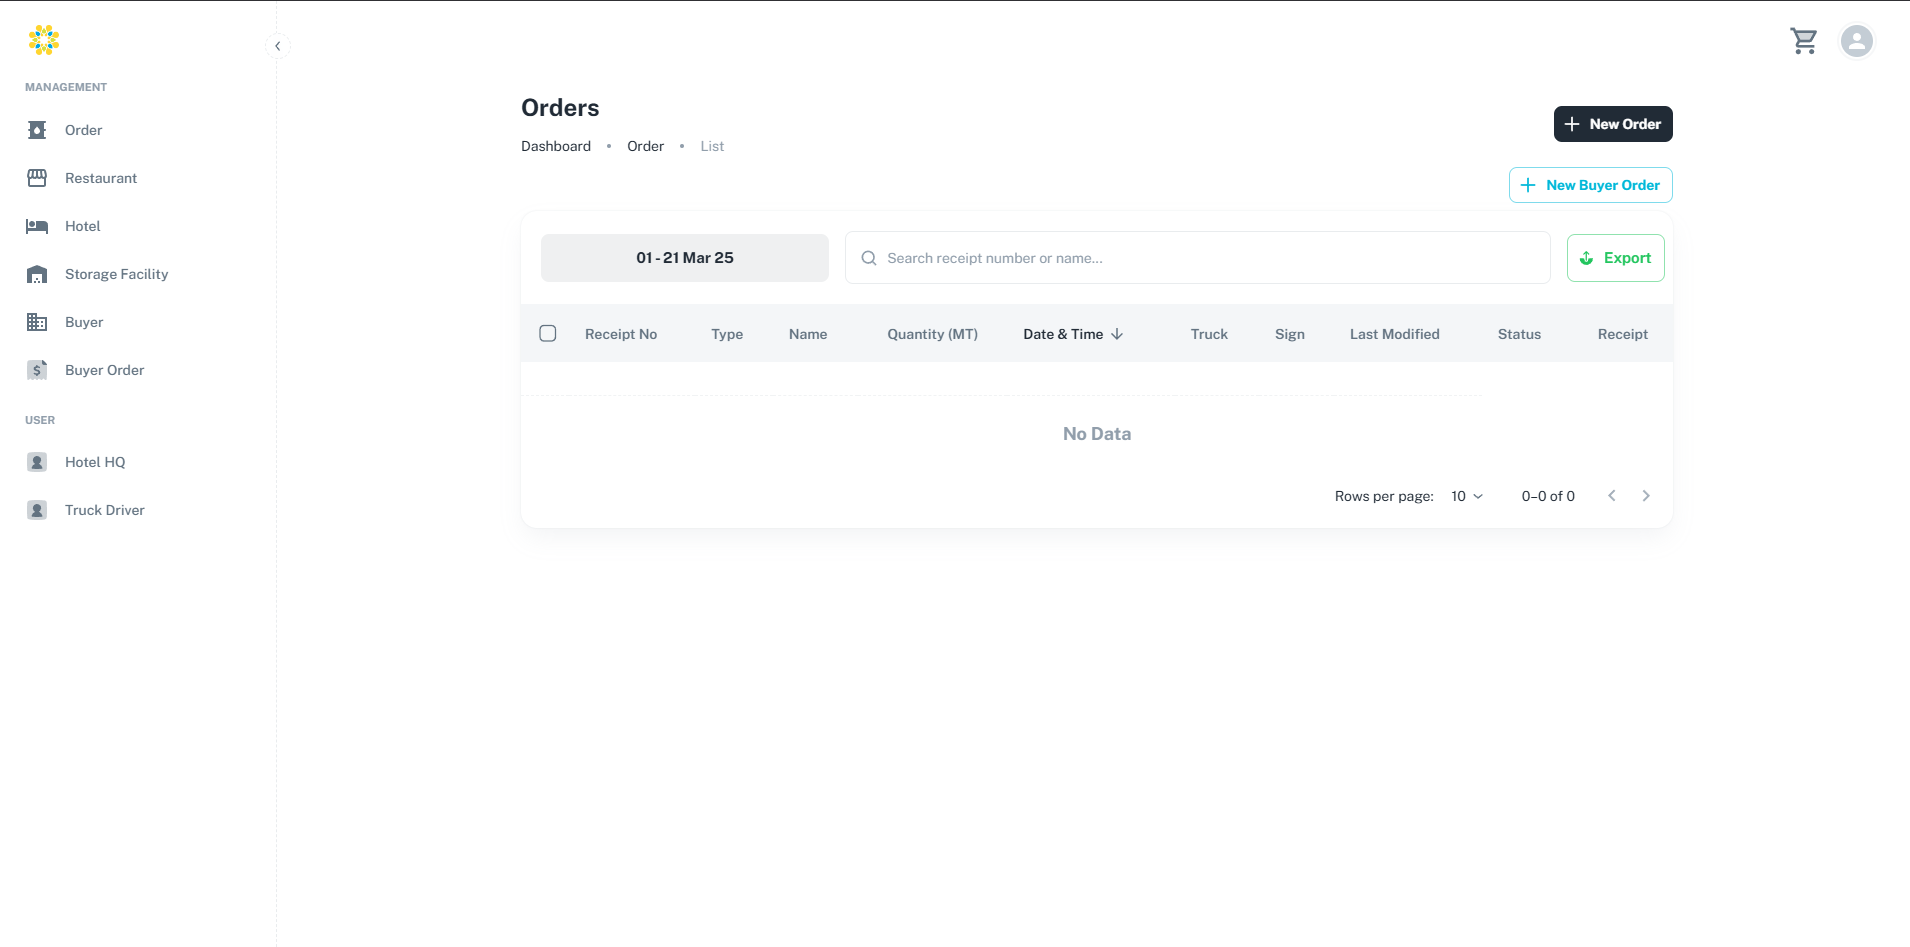 MANAGEMENT
Order
Restaurant
Hotel
Storage Facility
Buyer
Buyer Order
USER
Hotel HQ
Truck Driver
Orders
Dashboard • Order • List
New Order
New Buyer Order
01 - 21 Mar 25
Search receipt number or name...
Export
Receipt No Type Name Quantity (MT) Date & Time Truck Sign Last Modified Status Receipt
No Data
Rows per page: 10 0–0 of 0